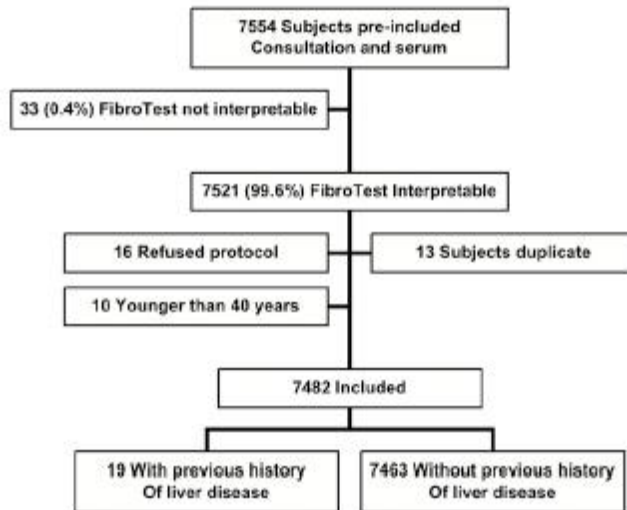 7554 Subjects pre-included
Consultation and serum
33 (0.4%) FibroTest not interpretable
7521 (99.6%) FibroTest Interpretable
16 Refused protocol
13 Subjects duplicate
10 Younger than 40 years
7482 Included
19 With previous history
Of liver disease
7463 Without previous history
Of liver disease